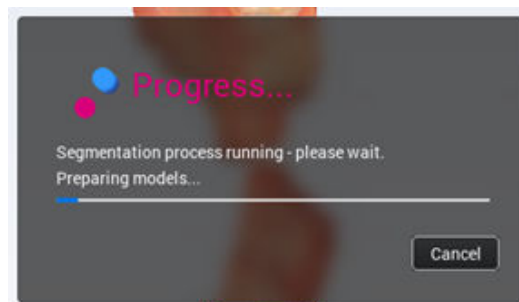 Progress...
Segmentation process running - please wait.
Preparing models...
Cancel